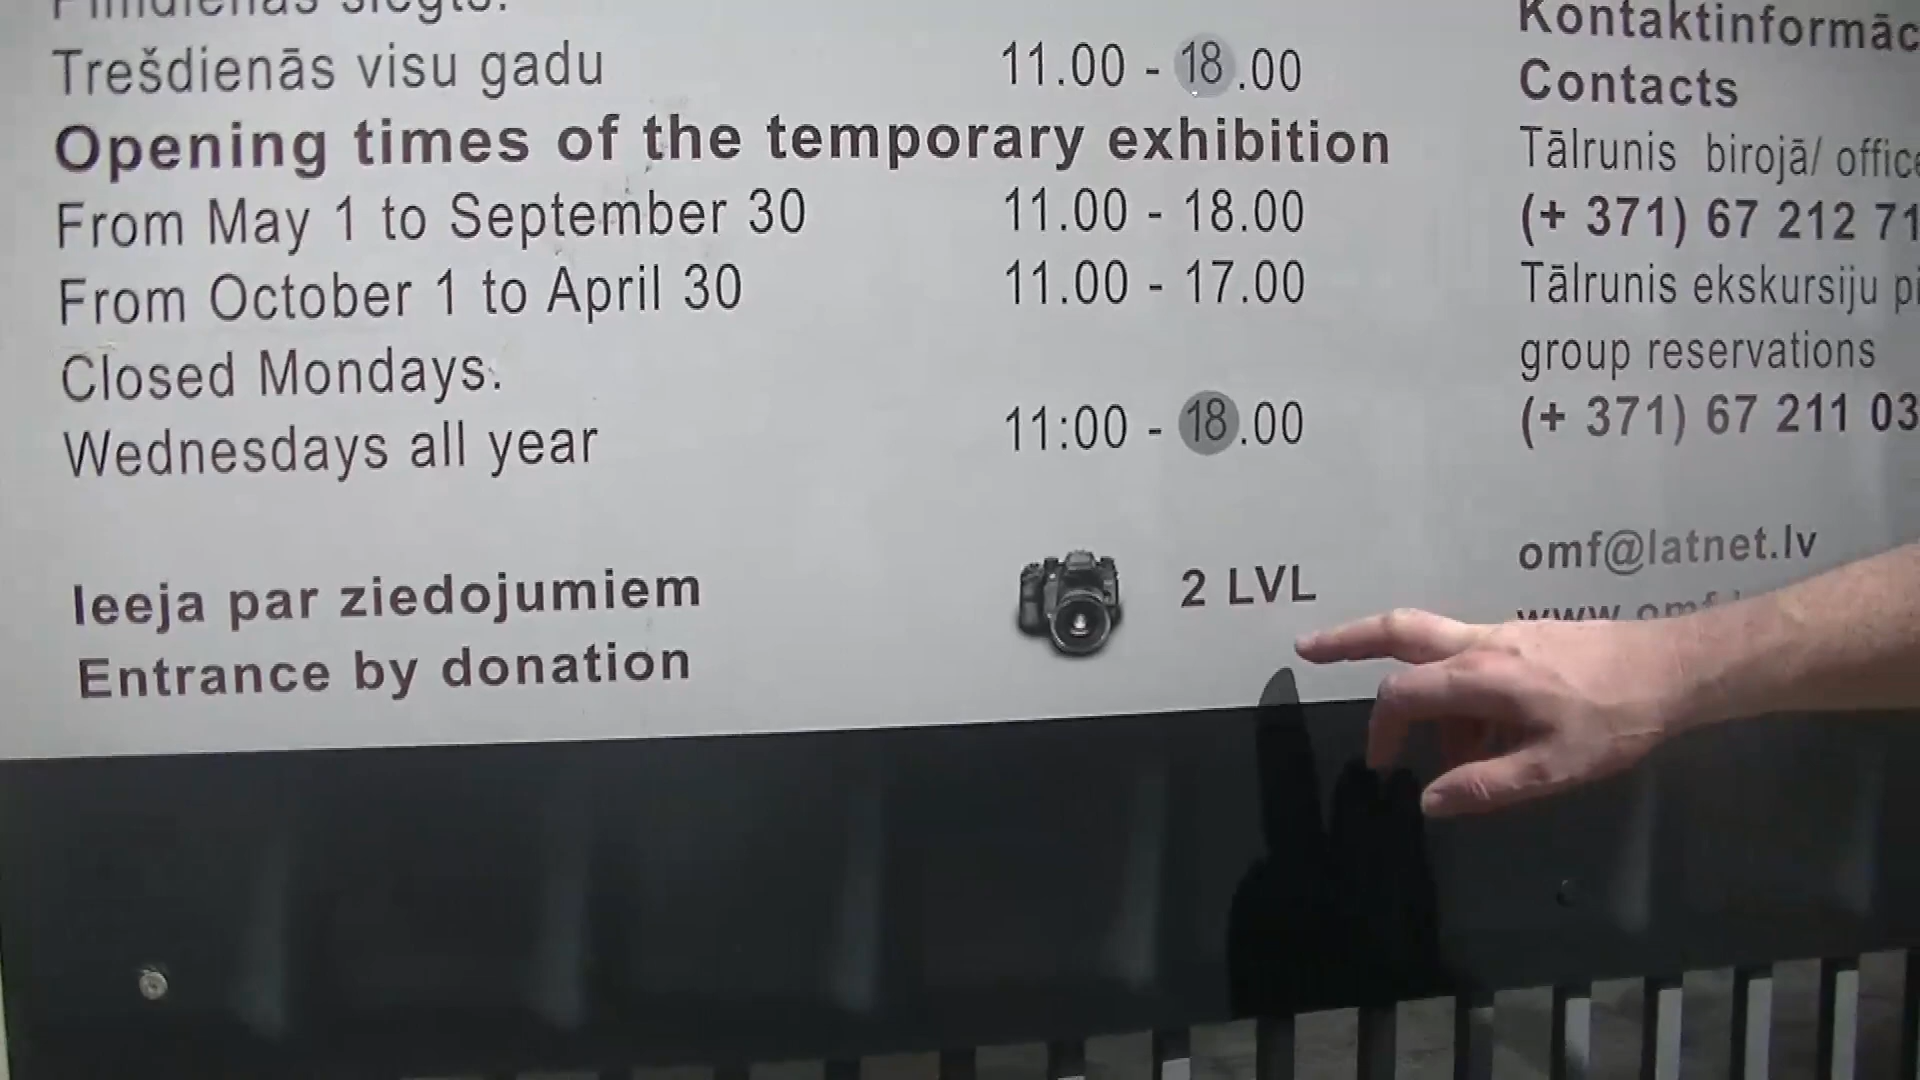 Pirmdienās slēgts.
Trešdienās visu gadu 11.00 - 18.00
Opening times of the temporary exhibition
From May 1 to September 30 11.00 - 18.00
From October 1 to April 30 11.00 - 17.00
Closed Mondays.
Wednesdays all year 11:00 - 18.00
Ieeja par ziedojumiem
Entrance by donation
2 LVL
Kontaktinformāc
Contacts
Tālrunis birojā/ office
(+ 371) 67 212 71
Tālrunis ekskursiju pi
group reservations
(+ 371) 67 211 03
omf@latnet.lv